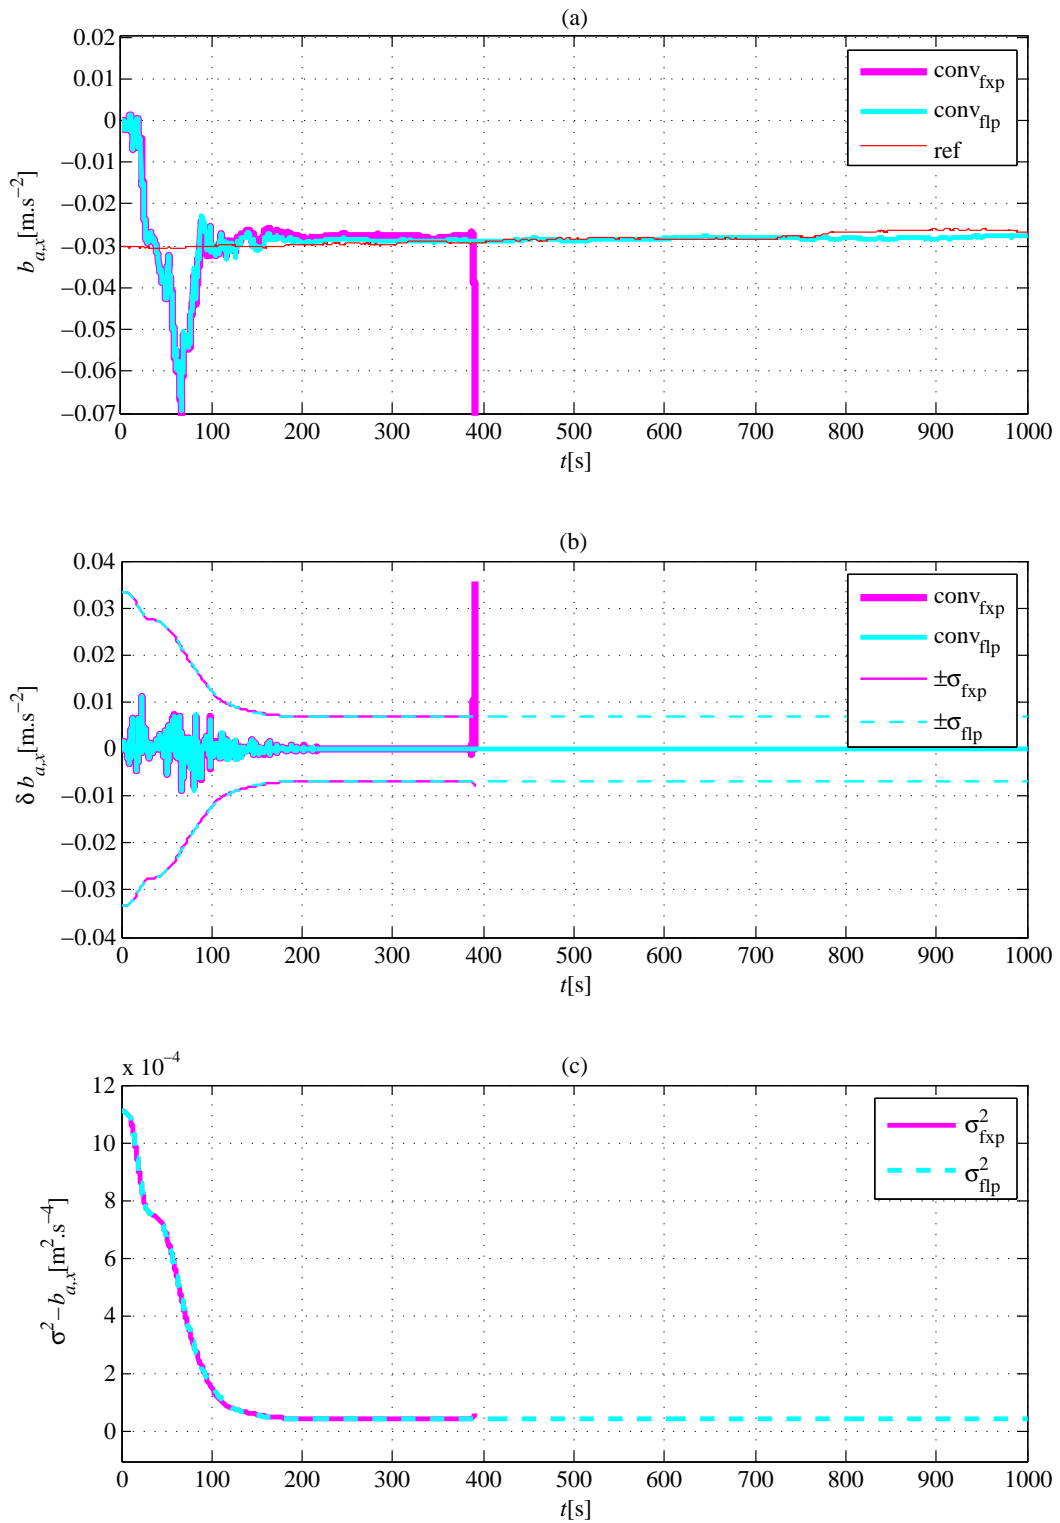 (a)
0.02
0.01
0
−0.01
−0.02
−0.03
−0.04
−0.05
−0.06
−0.07
b_{a,x}[m.s^{−2}]
conv_{fxp}
conv_{flp}
ref
0 100 200 300 400 500 600 700 800 900 1000
t[s]
(b)
0.04
0.03
0.02
0.01
0
−0.01
−0.02
−0.03
−0.04
δ b_{a,x}[m.s^{−2}]
conv_{fxp}
conv_{flp}
±σ_{fxp}
±σ_{flp}
0 100 200 300 400 500 600 700 800 900 1000
t[s]
(c)
x 10^{−4}
12
10
8
6
4
2
0
σ^{2}−b_{a,x}[m^{2}.s^{−4}]
σ^{2}_{fxp}
σ^{2}_{flp}
0 100 200 300 400 500 600 700 800 900 1000
t[s]